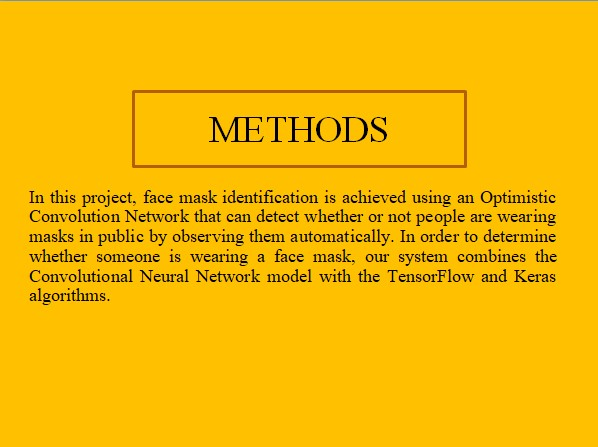 METHODS
In this project, face mask identification is achieved using an Optimistic
Convolution Network that can detect whether or not people are wearing
masks in public by observing them automatically. In order to determine
whether someone is wearing a face mask, our system combines the
Convolutional Neural Network model with the TensorFlow and Keras
algorithms.